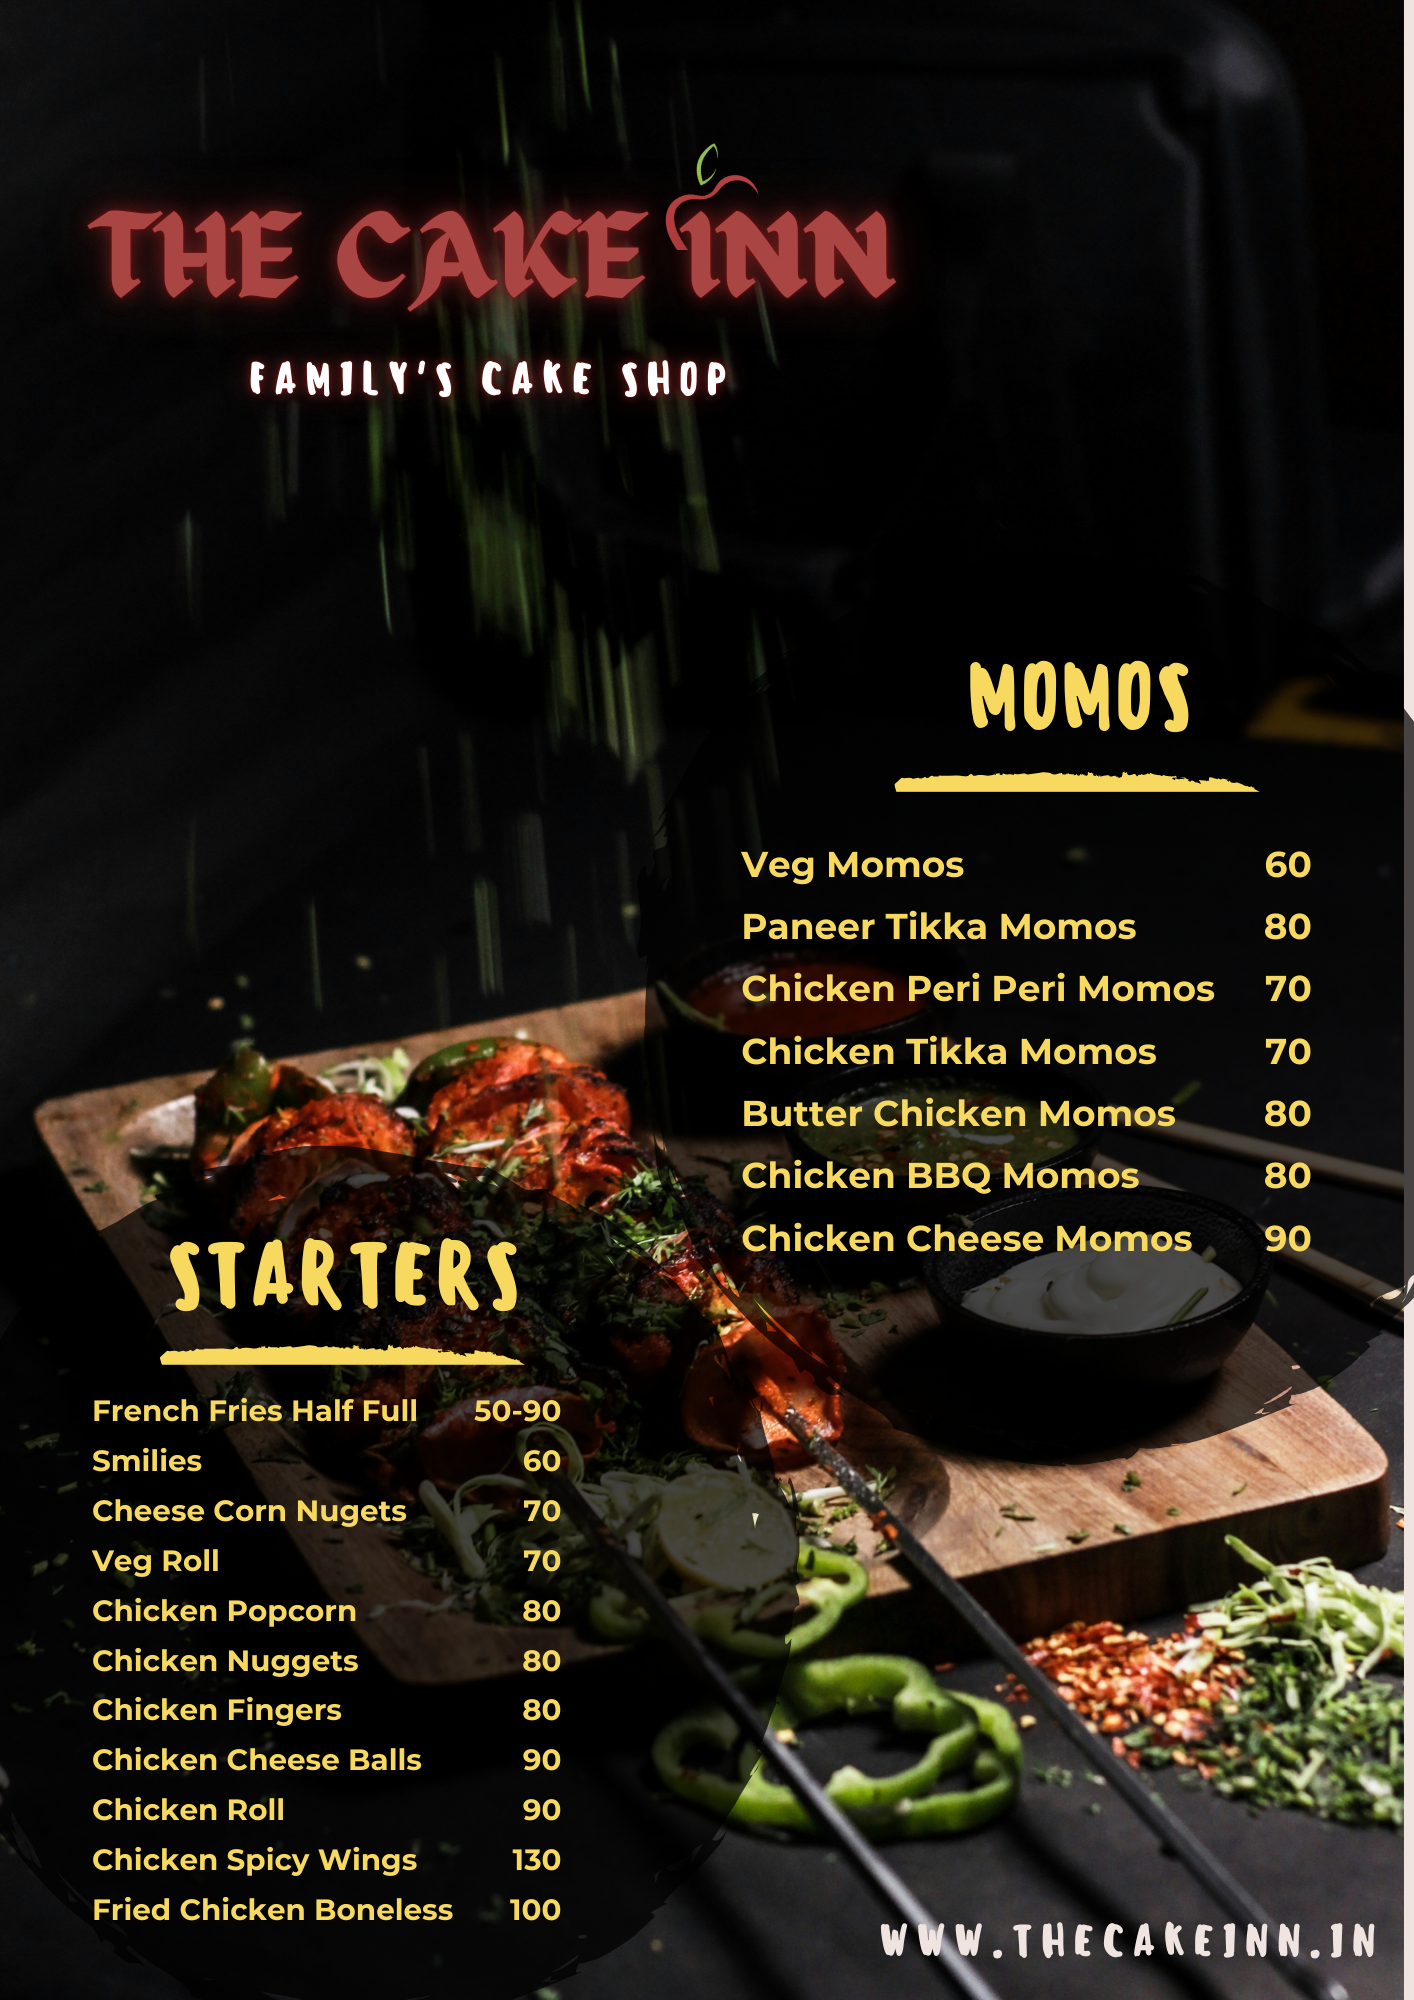 THE CAKE INN
FAMILY'S CAKE SHOP
MOMOS
Veg Momos 60
Paneer Tikka Momos 80
Chicken Peri Peri Momos 70
Chicken Tikka Momos 70
Butter Chicken Momos 80
Chicken BBQ Momos 80
Chicken Cheese Momos 90
STARTERS
French Fries Half Full 50-90
Smilies 60
Cheese Corn Nugets 70
Veg Roll 70
Chicken Popcorn 80
Chicken Nuggets 80
Chicken Fingers 80
Chicken Cheese Balls 90
Chicken Roll 90
Chicken Spicy Wings 130
Fried Chicken Boneless 100
WWW.THECAKEINN.IN